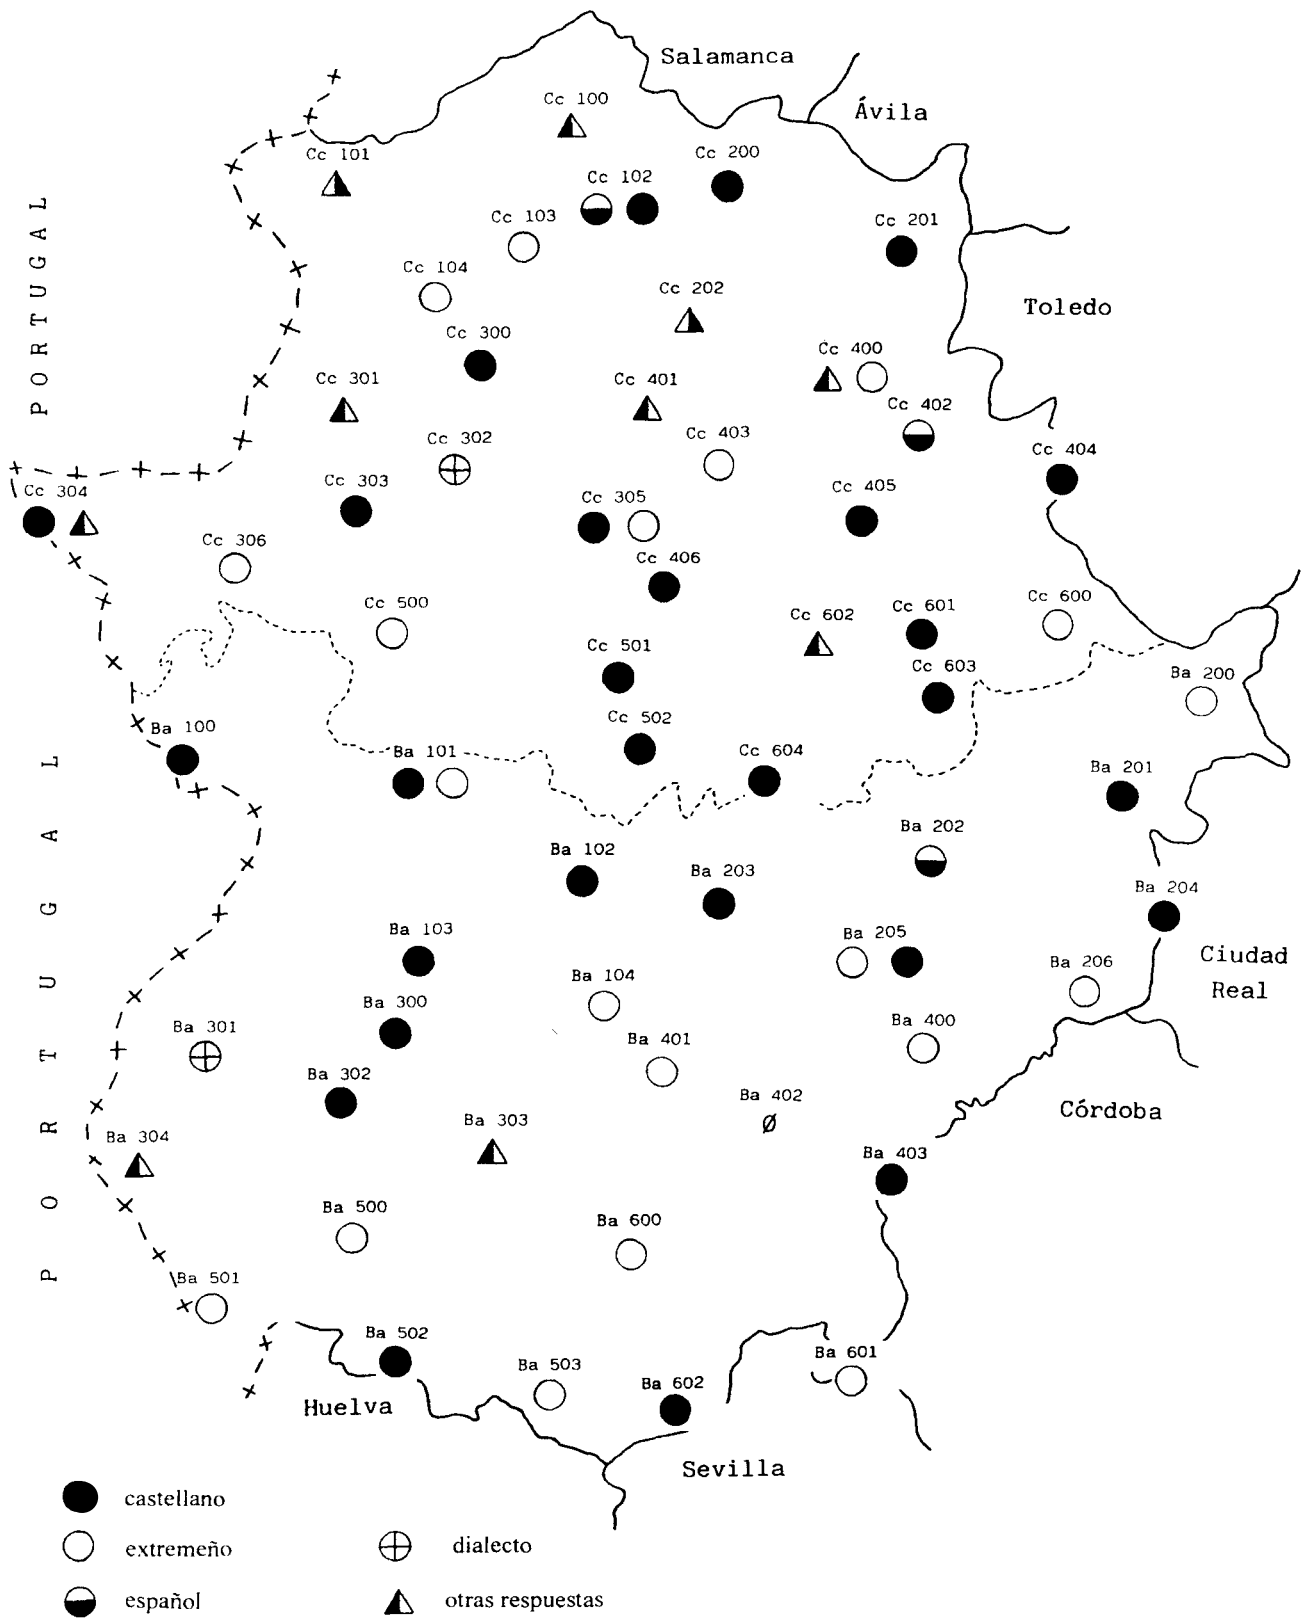 Salamanca
Cc 100
Ávila
Cc 101
Cc 200
Cc 102
Cc 103
Cc 201
Cc 104
Cc 202
PORTUGAL
Toledo
Cc 300
Cc 400
Cc 301
Cc 401
Cc 402
Cc 302
Cc 403
Cc 404
Cc 303
Cc 304
Cc 405
Cc 305
Cc 306
Cc 406
Cc 500
Cc 600
Cc 601
Cc 602
Cc 501
Cc 603
Ba 200
Cc 502
Ba 100
Ba 101
Cc 604
Ba 201
PORTUGAL
Ba 202
Ba 102
Ba 203
Ba 204
Ba 103
Ba 205
Ciudad
Real
Ba 206
Ba 104
Ba 300
Ba 301
Ba 400
Ba 401
Ba 302
Ba 402
ø
Córdoba
Ba 303
Ba 304
Ba 403
Ba 500
Ba 600
Ba 501
Ba 502
Ba 601
Ba 503
Ba 602
Huelva
Sevilla
castellano
extremeño
dialecto
español
otras respuestas